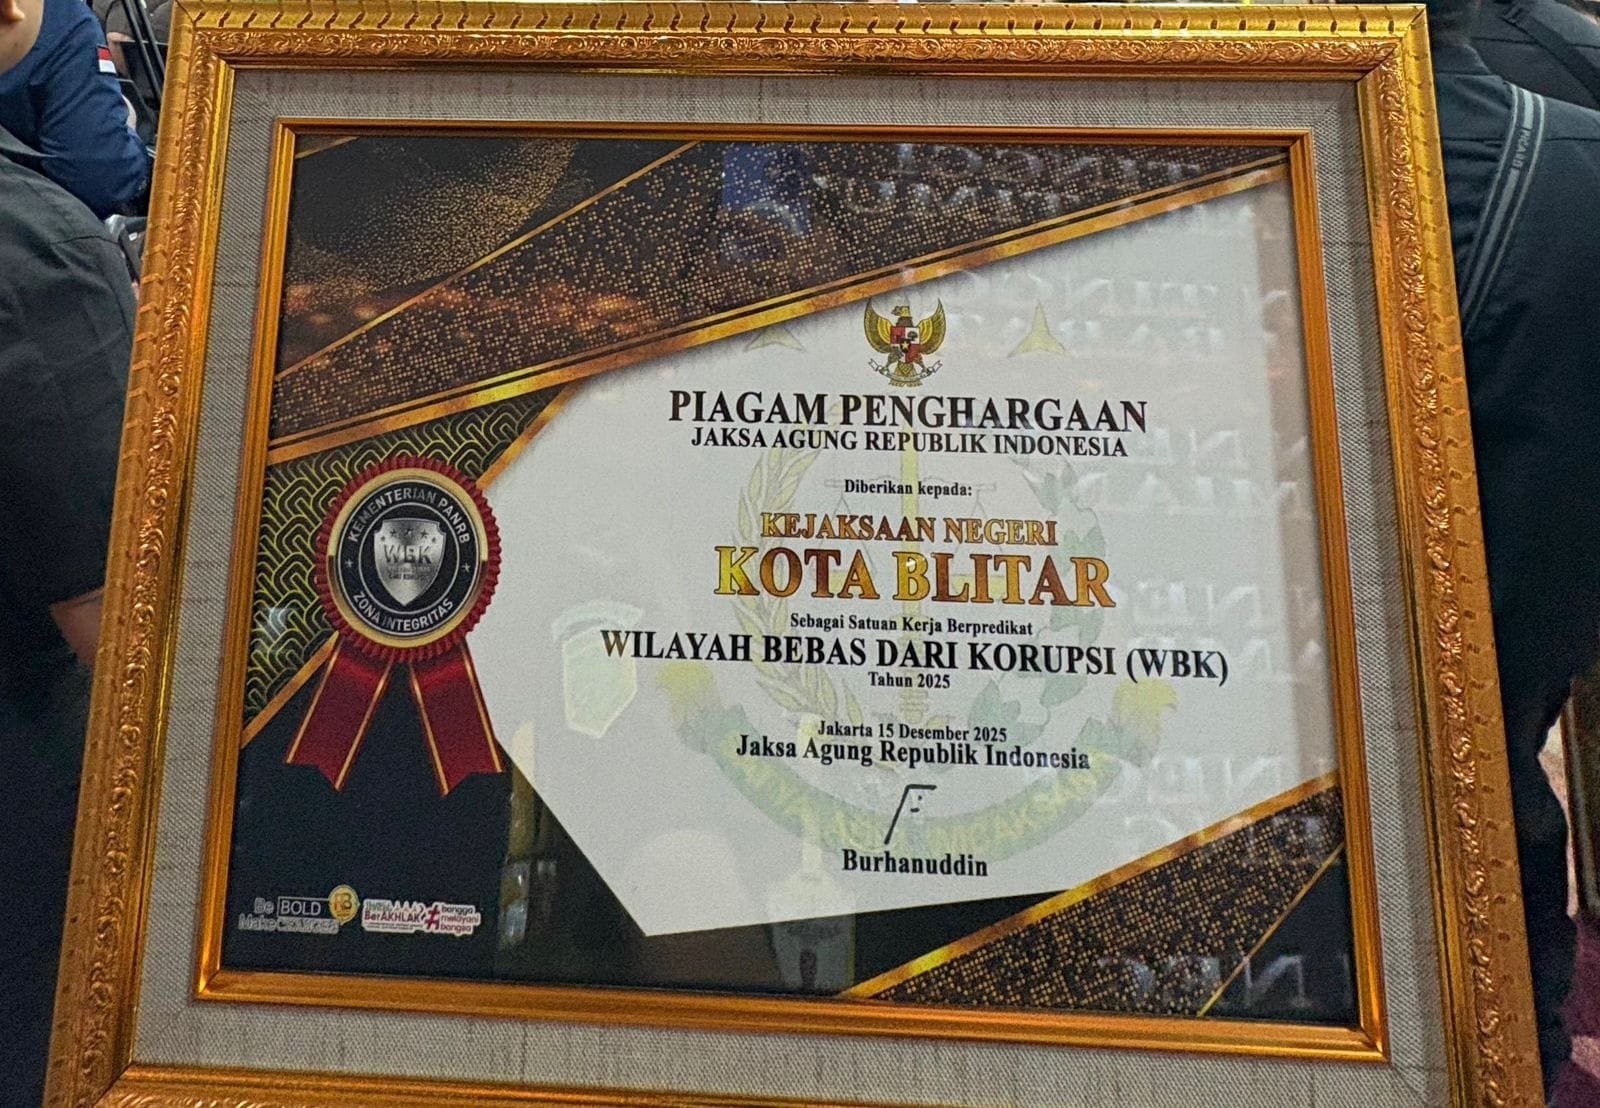 PIAGAM PENGHARGAAN
JAKSA AGUNG REPUBLIK INDONESIA
Diberikan kepada:
KEJAKSAAN NEGERI
KOTA BLITAR
Sebagai Satuan Kerja Berpredikat
WILAYAH BEBAS DARI KORUPSI (WBK)
Tahun 2025
Jakarta 15 Desember 2025
Jaksa Agung Republik Indonesia
Burhanuddin
KEMENTERIAN PANRB
WBK
ZONA INTEGRITAS
Be BOLD
BerAKHLAK
#bangga
melayani
bangsa